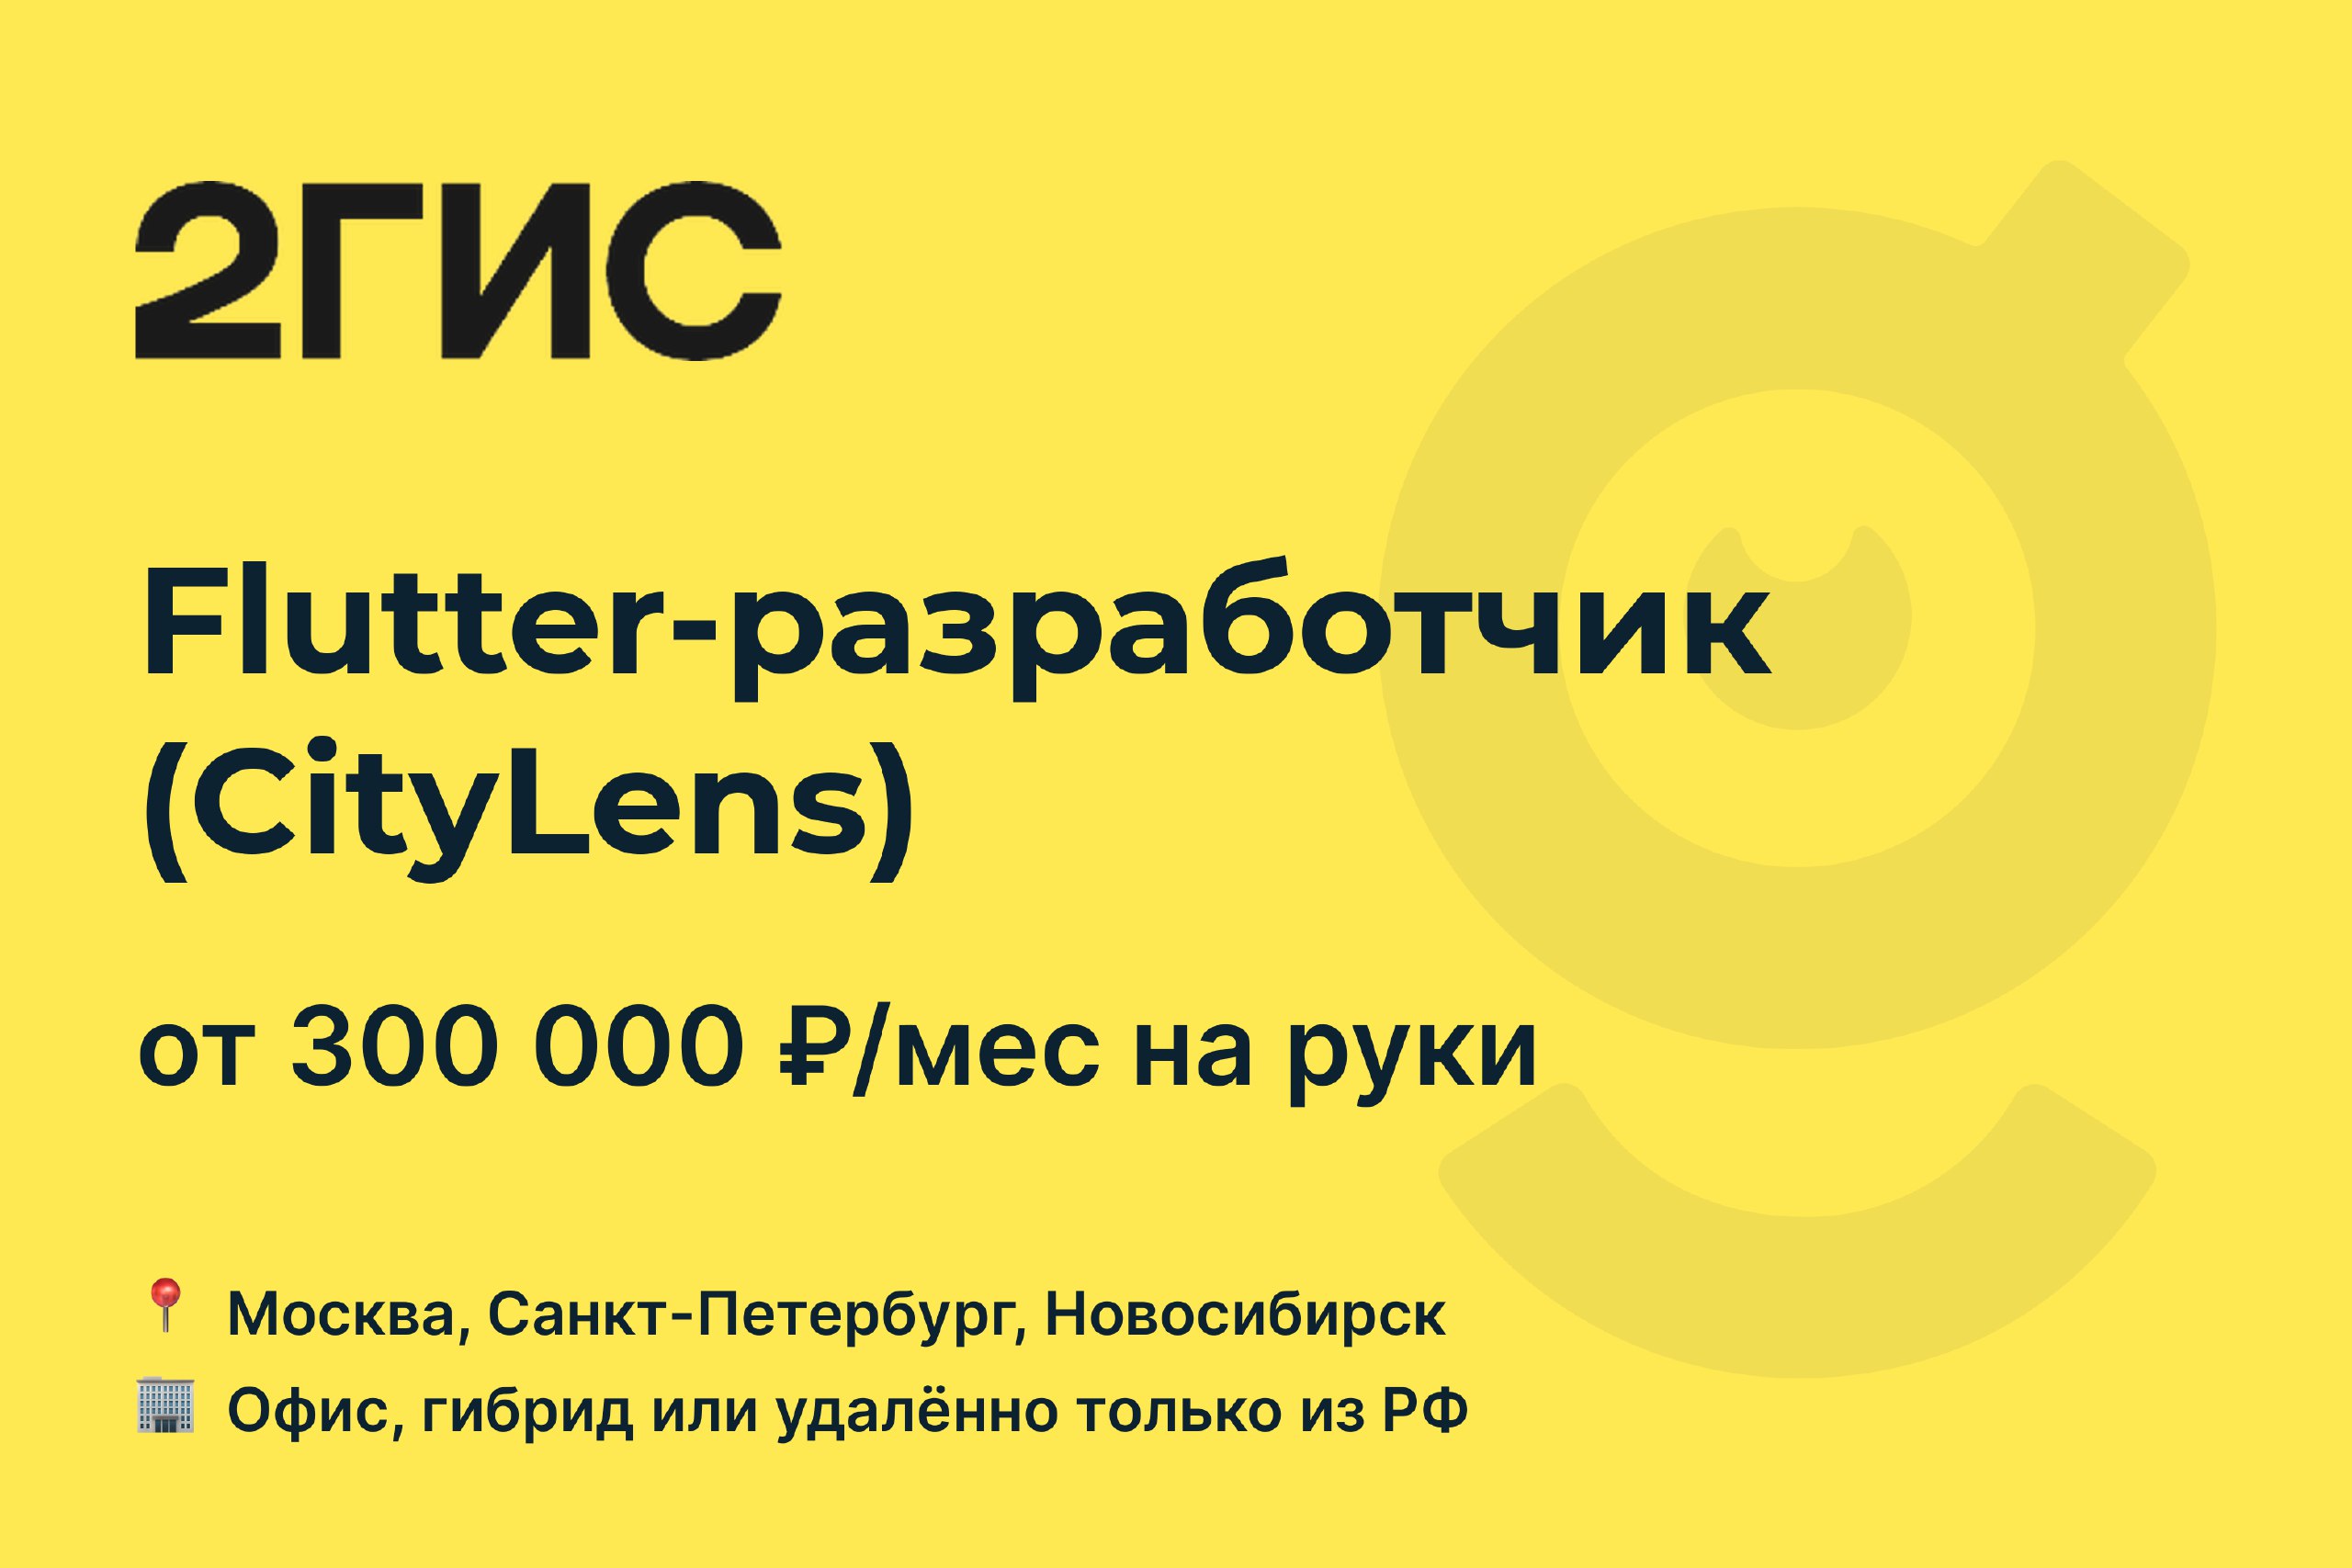 2ГИС
Flutter-разработчик
(CityLens)
от 300 000 ₽/мес на руки
Москва, Санкт-Петербург, Новосибирск
Офис, гибрид или удалённо только из РФ